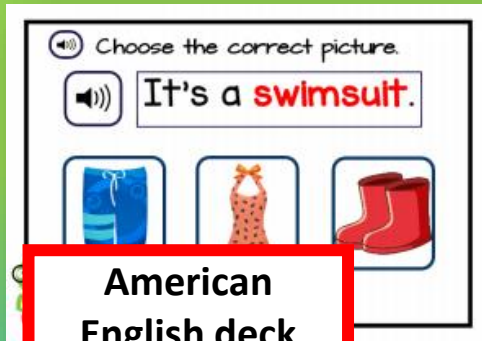 Choose the correct picture.
It's a swimsuit.
American
English deck